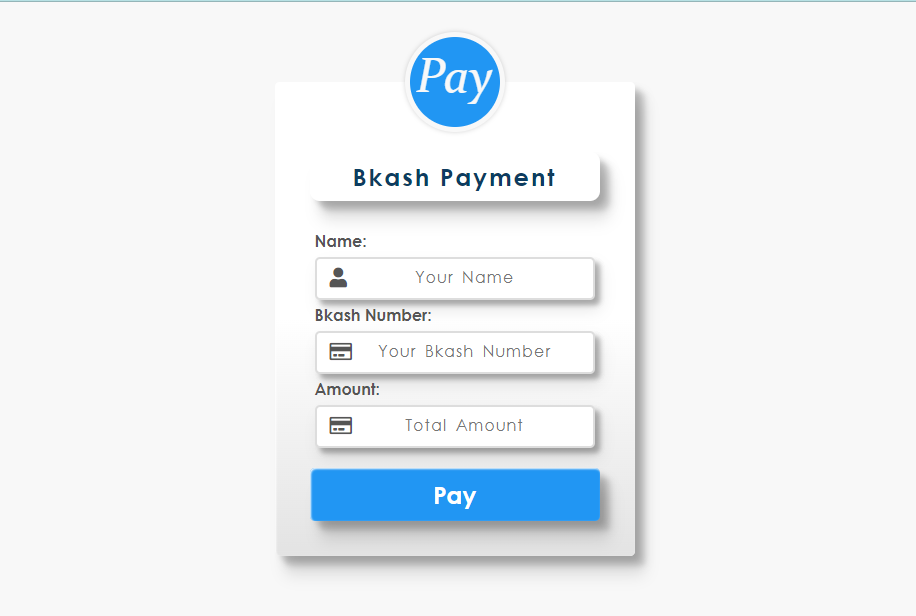 Pay
Bkash Payment
Name:
Your Name
Bkash Number:
Your Bkash Number
Amount:
Total Amount
Pay